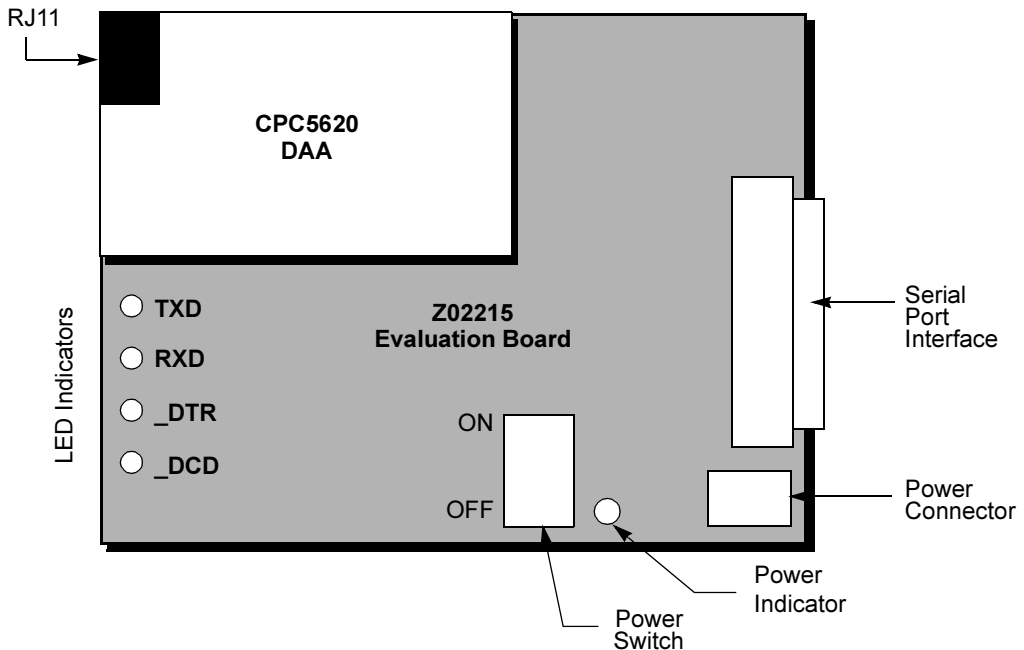 RJ11
CPC5620
DAA
LED Indicators
TXD
RXD
_DTR
_DCD
Z02215
Evaluation Board
ON
OFF
Serial
Port
Interface
Power
Connector
Power
Indicator
Power
Switch